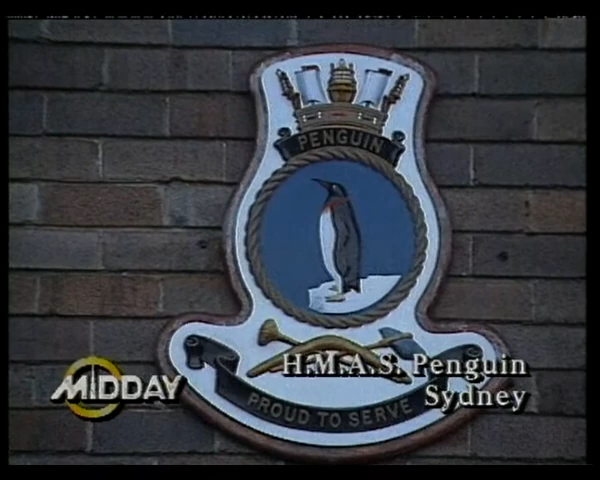 PENGUIN
H.M.A.S. Penguin
MIDDAY
Sydney
PROUD TO SERVE